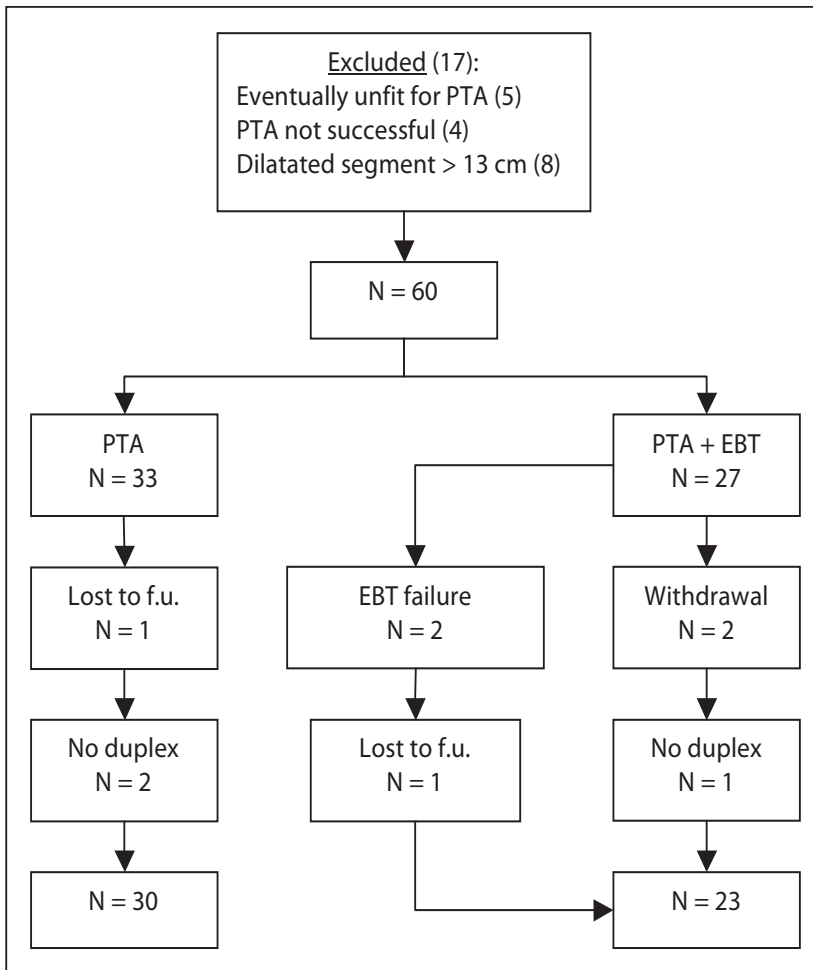 Excluded (17):
Eventually unfit for PTA (5)
PTA not successful (4)
Dilatated segment > 13 cm (8)
N = 60
PTA
N = 33
PTA + EBT
N = 27
Lost to f.u.
N = 1
EBT failure
N = 2
Withdrawal
N = 2
No duplex
N = 2
Lost to f.u.
N = 1
No duplex
N = 1
N = 30
N = 23